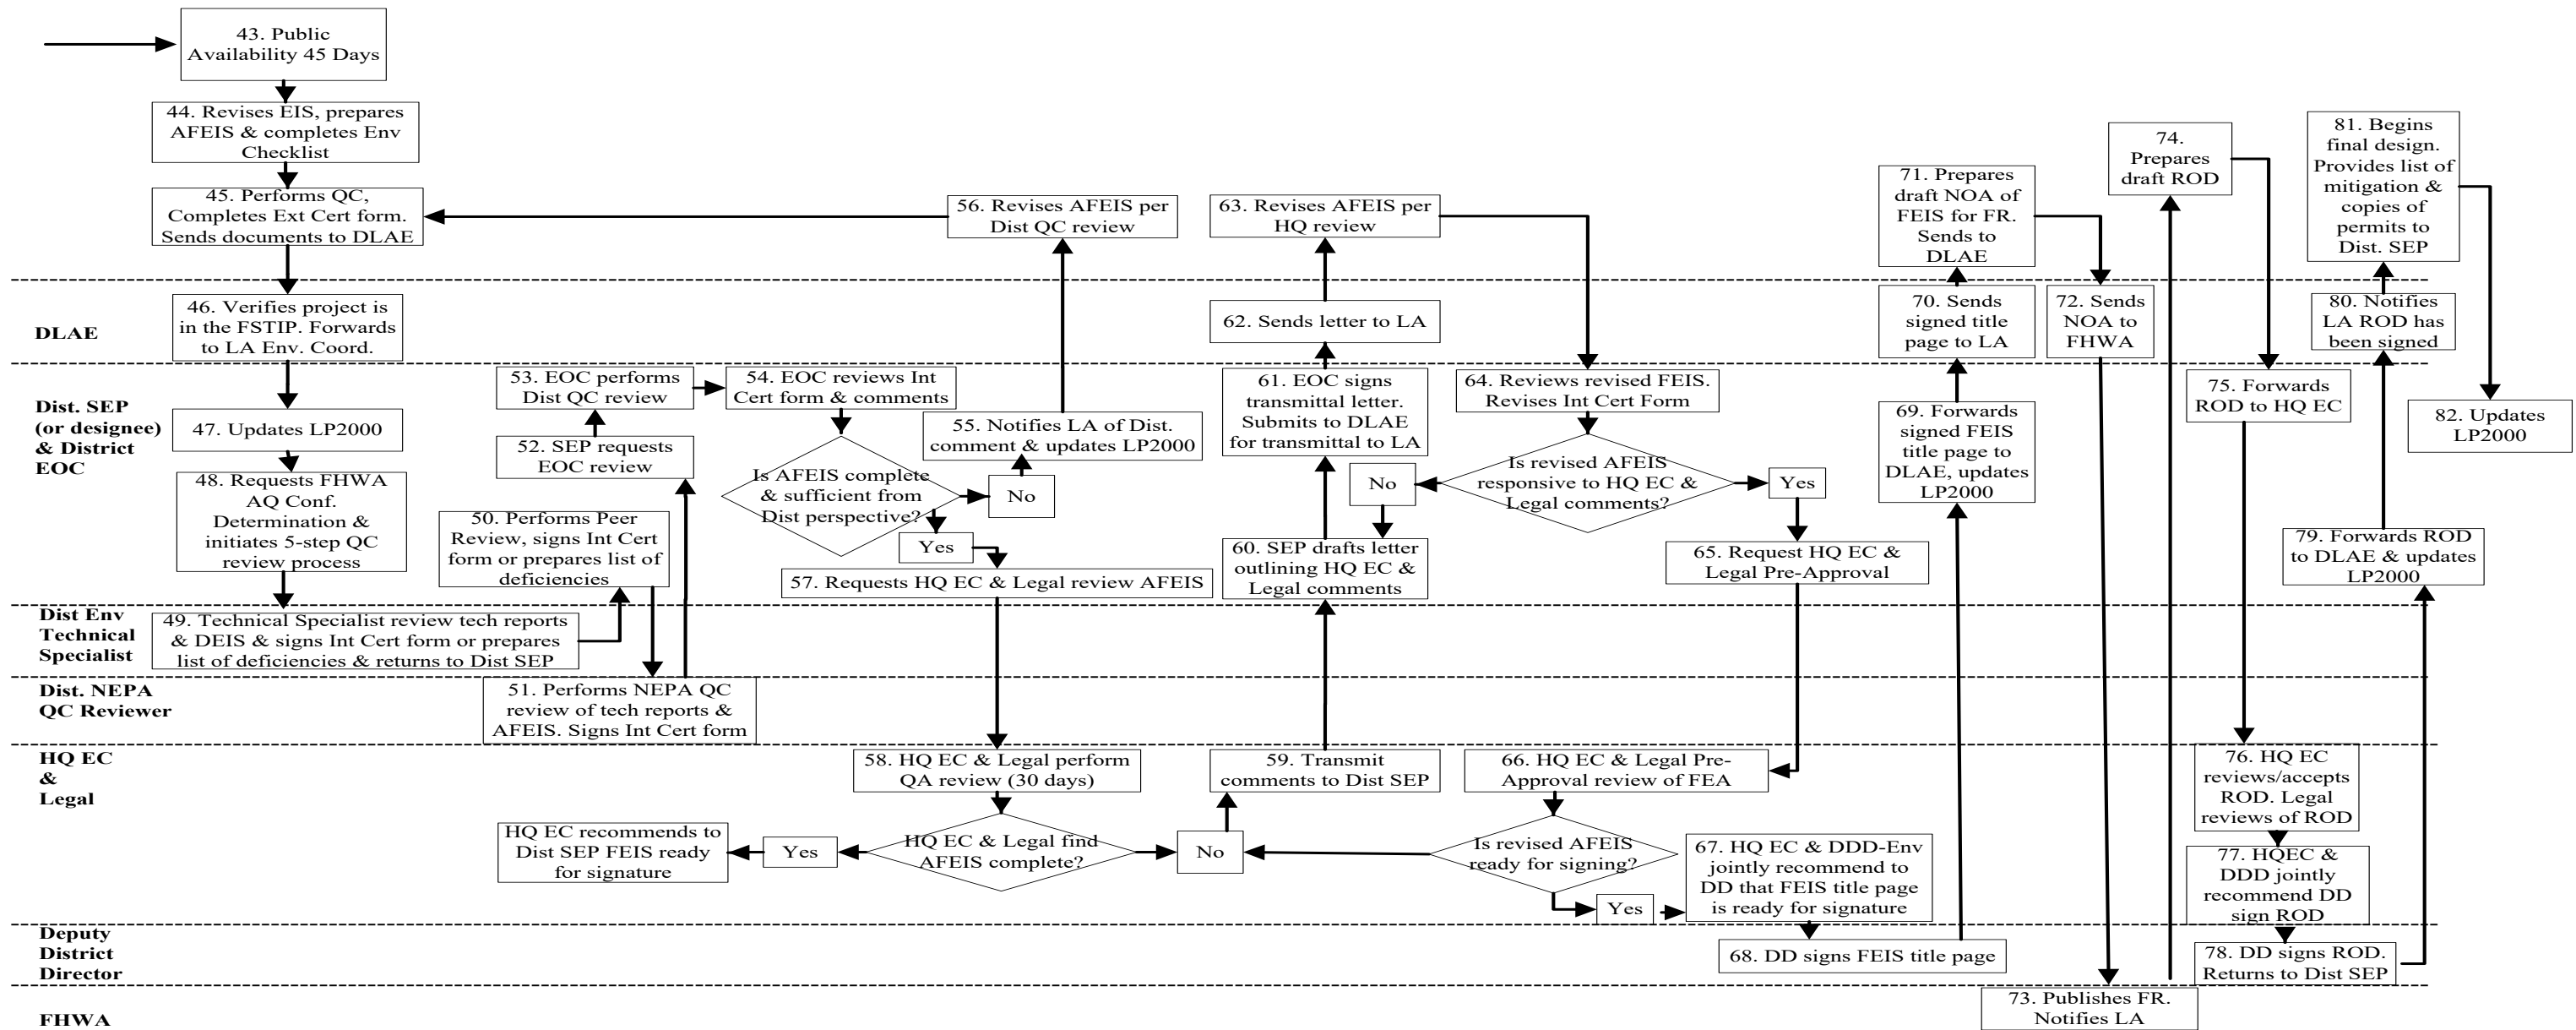 43. Public
Availability 45 Days
44. Revises EIS, prepares
AFEIS & completes Env
Checklist
45. Performs QC,
Completes Ext Cert form.
Sends documents to DLAE
56. Revises AFEIS per
Dist QC review
63. Revises AFEIS per
HQ review
71. Prepares
draft NOA of
FEIS for FR.
Sends to
DLAE
74.
Prepares
draft ROD
81. Begins
final design.
Provides list of
mitigation &
copies of
permits to
Dist. SEP
DLAE
46. Verifies project is
in the FSTIP. Forwards
to LA Env. Coord.
62. Sends letter to LA
70. Sends
signed title
page to LA
72. Sends
NOA to
FHWA
80. Notifies
LA ROD has
been signed
Dist. SEP
(or designee)
& District
EOC
47. Updates LP2000
48. Requests FHWA
AQ Conf.
Determination &
initiates 5-step QC
review process
53. EOC performs
Dist QC review
52. SEP requests
EOC review
50. Performs Peer
Review, signs Int Cert
form or prepares list of
deficiencies
54. EOC reviews Int
Cert form & comments
Is AFEIS complete
& sufficient from
Dist perspective?
No
Yes
55. Notifies LA of Dist.
comment & updates LP2000
57. Requests HQ EC & Legal review AFEIS
61. EOC signs
transmittal letter.
Submits to DLAE
for transmittal to LA
60. SEP drafts letter
outlining HQ EC &
Legal comments
64. Reviews revised FEIS.
Revises Int Cert Form
Is revised AFEIS
responsive to HQ EC &
Legal comments?
No
Yes
65. Request HQ EC &
Legal Pre-Approval
69. Forwards
signed FEIS
title page to
DLAE, updates
LP2000
75. Forwards
ROD to HQ EC
82. Updates
LP2000
79. Forwards ROD
to DLAE & updates
LP2000
Dist Env
Technical
Specialist
49. Technical Specialist review tech reports
& DEIS & signs Int Cert form or prepares
list of deficiencies & returns to Dist SEP
Dist. NEPA
QC Reviewer
51. Performs NEPA QC
review of tech reports &
AFEIS. Signs Int Cert form
HQ EC
&
Legal
58. HQ EC & Legal perform
QA review (30 days)
HQ EC & Legal find
AFEIS complete?
Yes
HQ EC recommends to
Dist SEP FEIS ready
for signature
No
59. Transmit
comments to Dist SEP
66. HQ EC & Legal Pre-
Approval review of FEA
Is revised AFEIS
ready for signing?
Yes
67. HQ EC & DDD-Env
jointly recommend to
DD that FEIS title page
is ready for signature
76. HQ EC
reviews/accepts
ROD. Legal
reviews of ROD
77. HQEC &
DDD jointly
recommend DD
sign ROD
Deputy
District
Director
68. DD signs FEIS title page
78. DD signs ROD.
Returns to Dist SEP
FHWA
73. Publishes FR.
Notifies LA